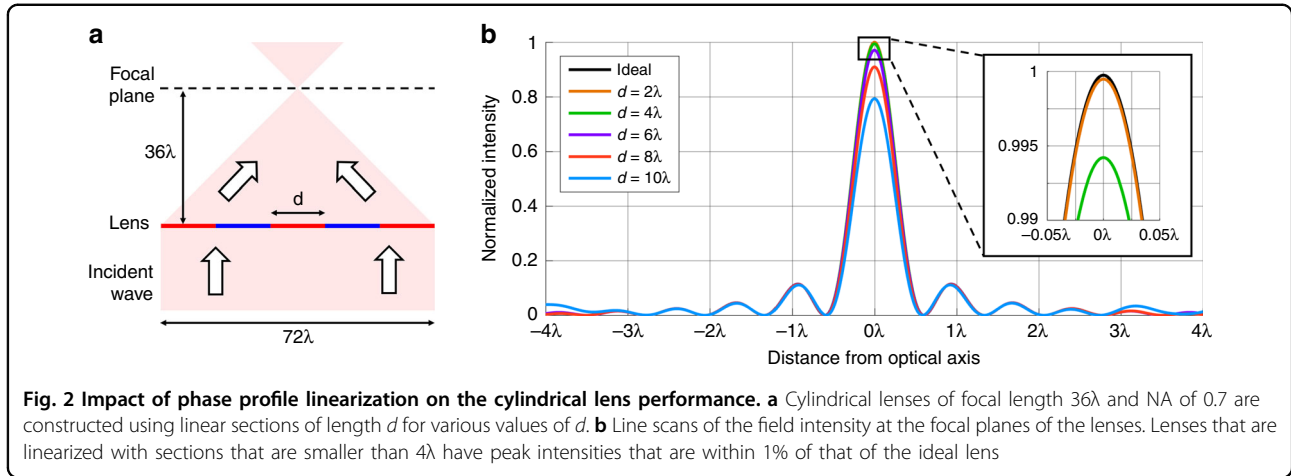 a
Focal
plane
36λ
d
Lens
Incident
wave
72λ
b
Normalized intensity
1
0.8
0.6
0.4
0.2
0
Ideal
d = 2λ
d = 4λ
d = 6λ
d = 8λ
d = 10λ
1
0.995
0.99
−0.05λ 0λ 0.05λ
−4λ −3λ −2λ −1λ 0λ 1λ 2λ 3λ 4λ
Distance from optical axis
Fig. 2 Impact of phase profile linearization on the cylindrical lens performance. a Cylindrical lenses of focal length 36λ and NA of 0.7 are
constructed using linear sections of length d for various values of d. b Line scans of the field intensity at the focal planes of the lenses. Lenses that are
linearized with sections that are smaller than 4λ have peak intensities that are within 1% of that of the ideal lens